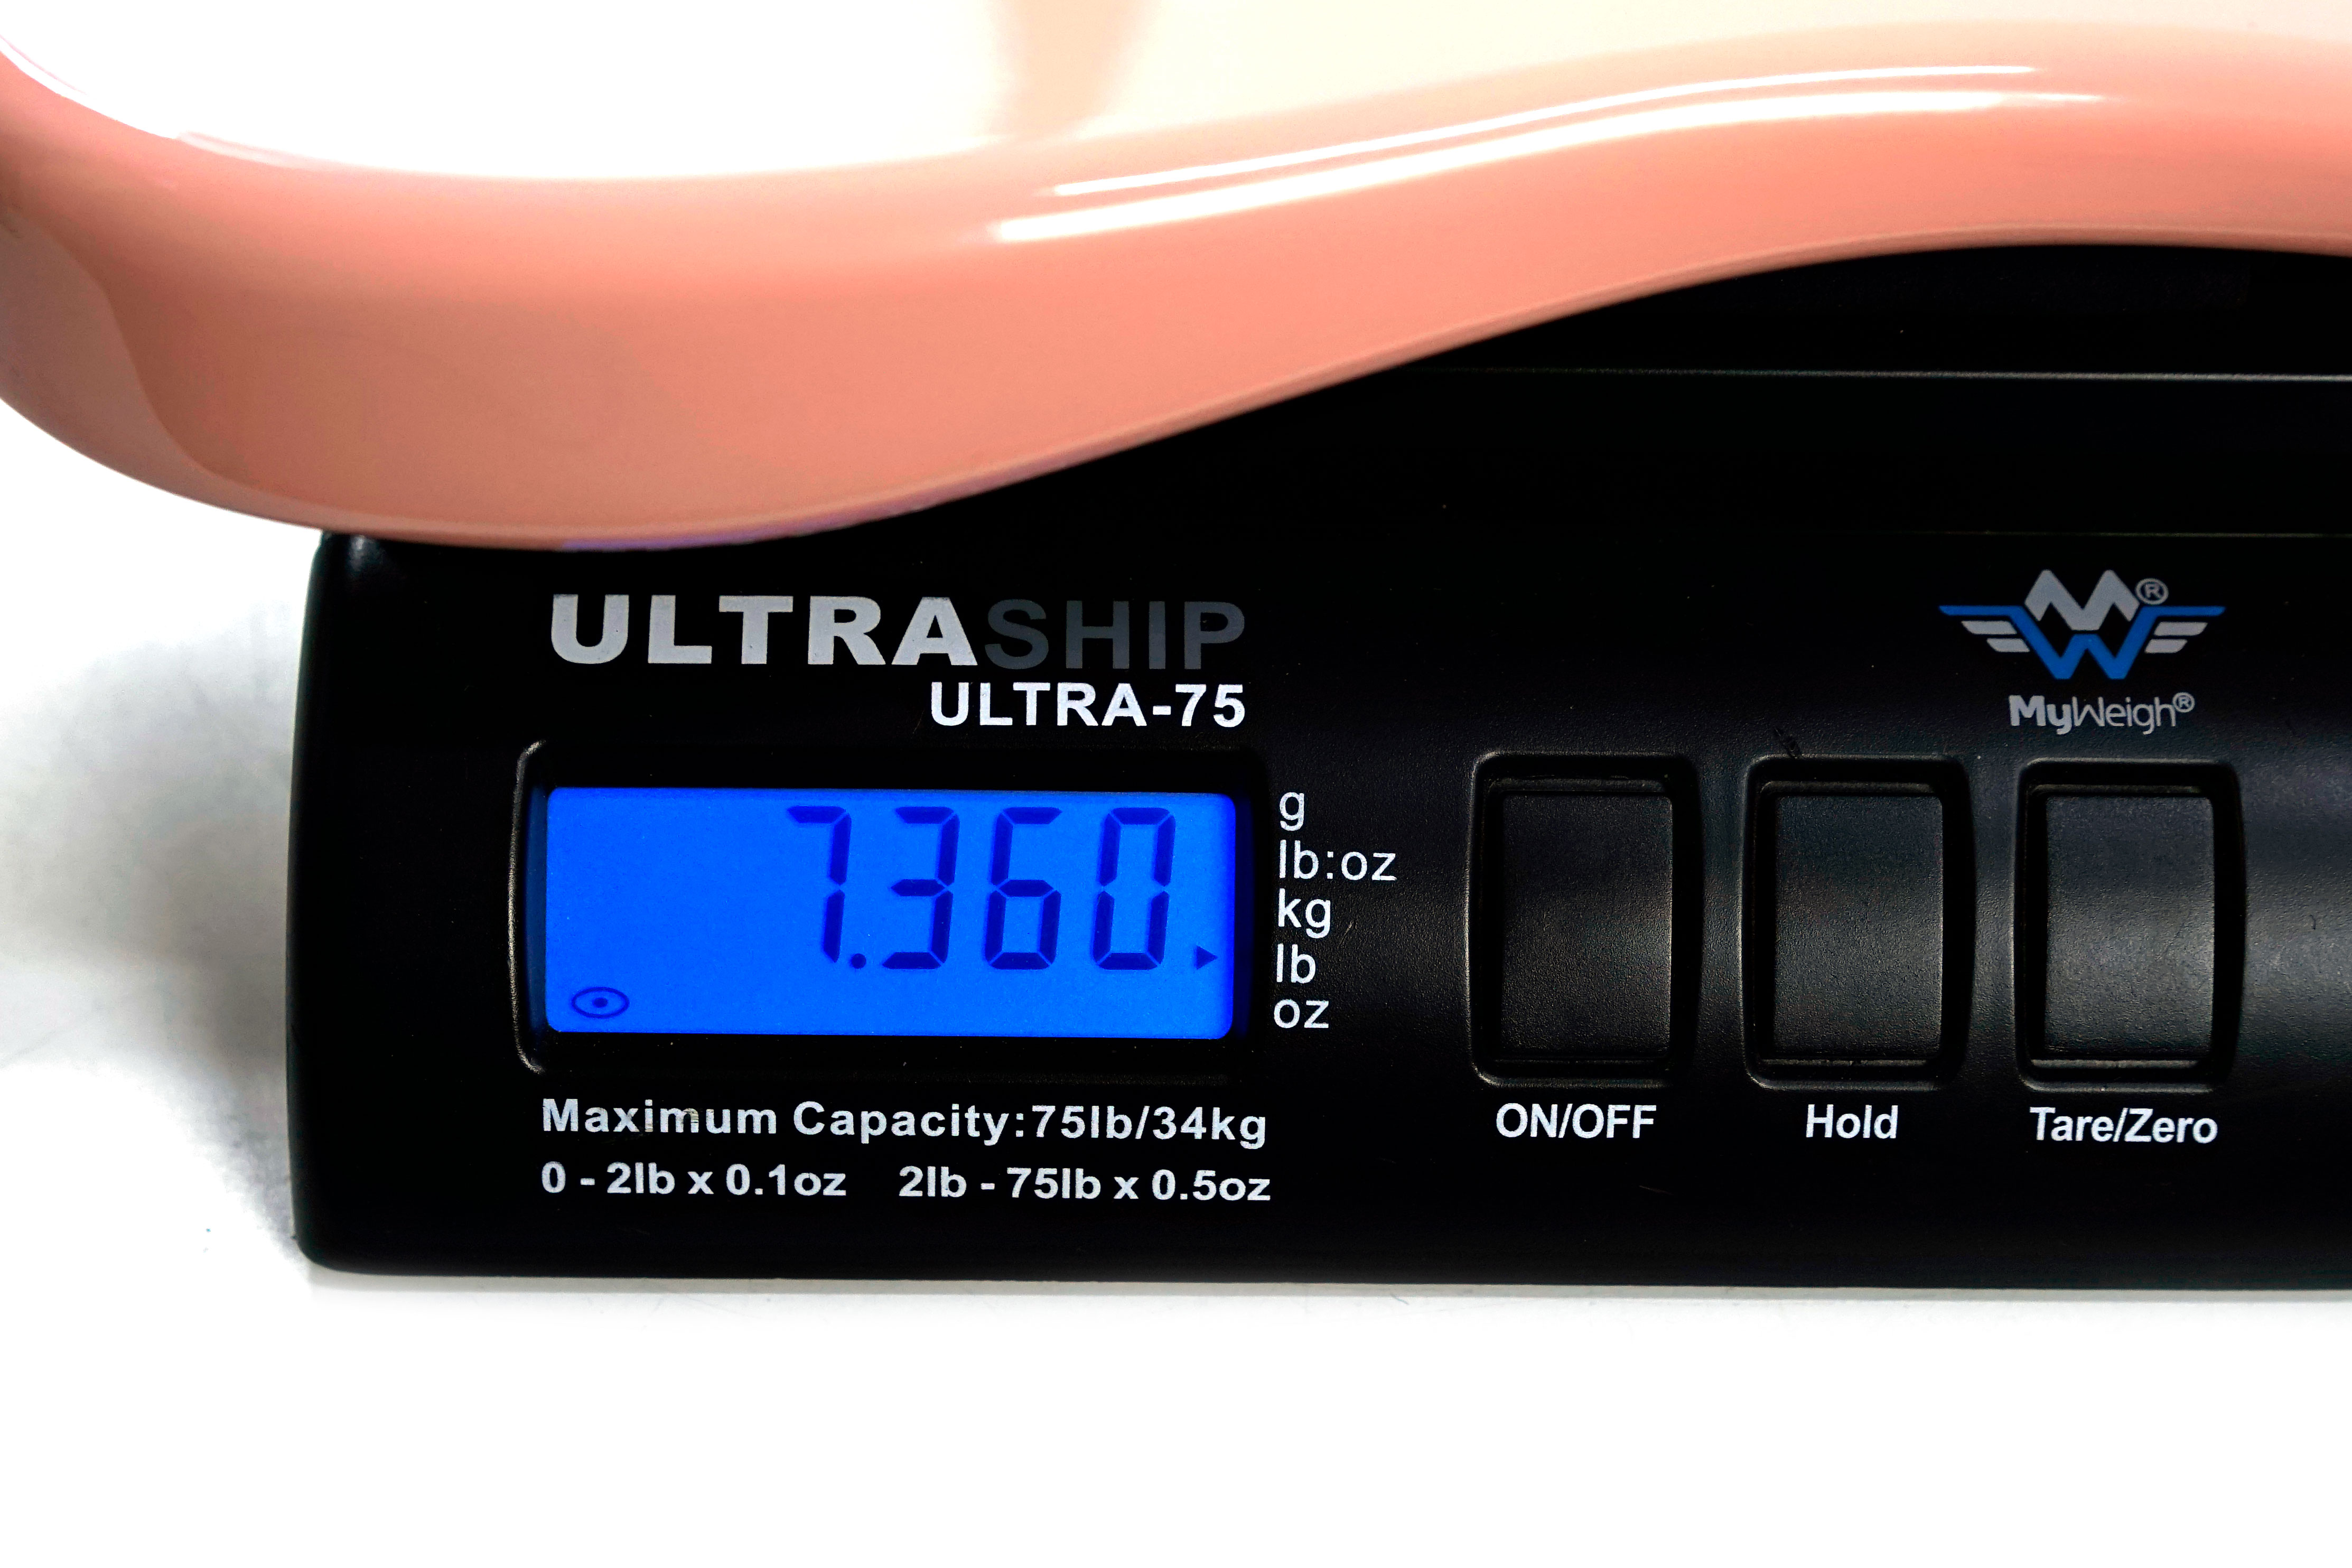 ULTRASHIP
ULTRA-75
MW®
MyWeigh®
7.360
g
lb:oz
kg
lb
oz
Maximum Capacity:75lb/34kg
0 - 2lb x 0.1oz 2lb - 75lb x 0.5oz
ON/OFF
Hold
Tare/Zero